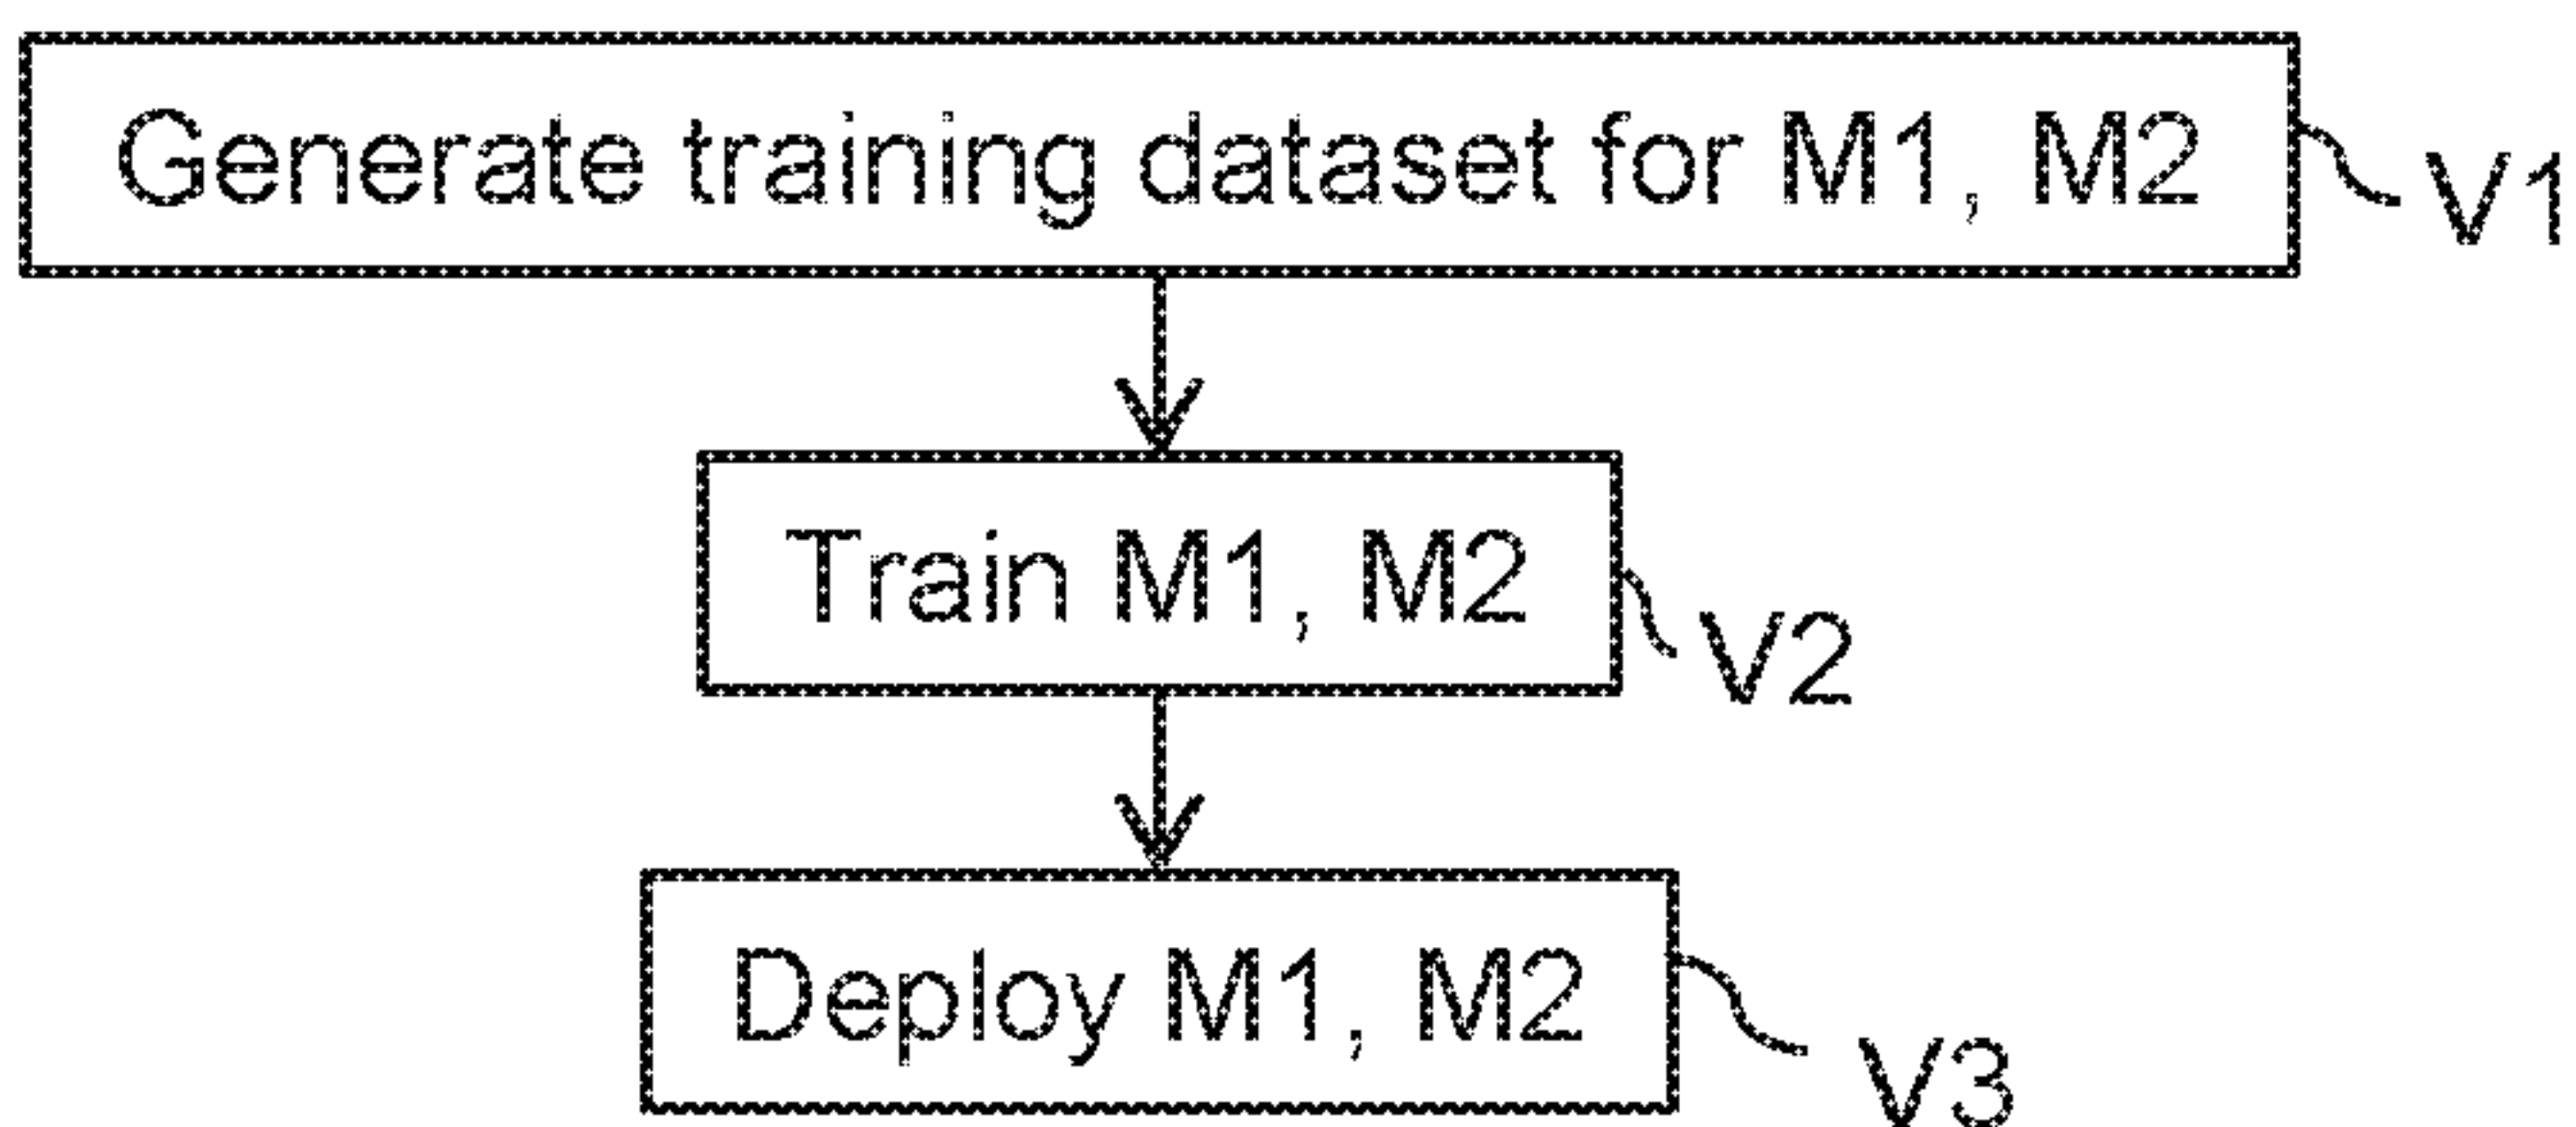 Generate training dataset for M1, M2
V1
Train M1, M2
V2
Deploy M1, M2
V3